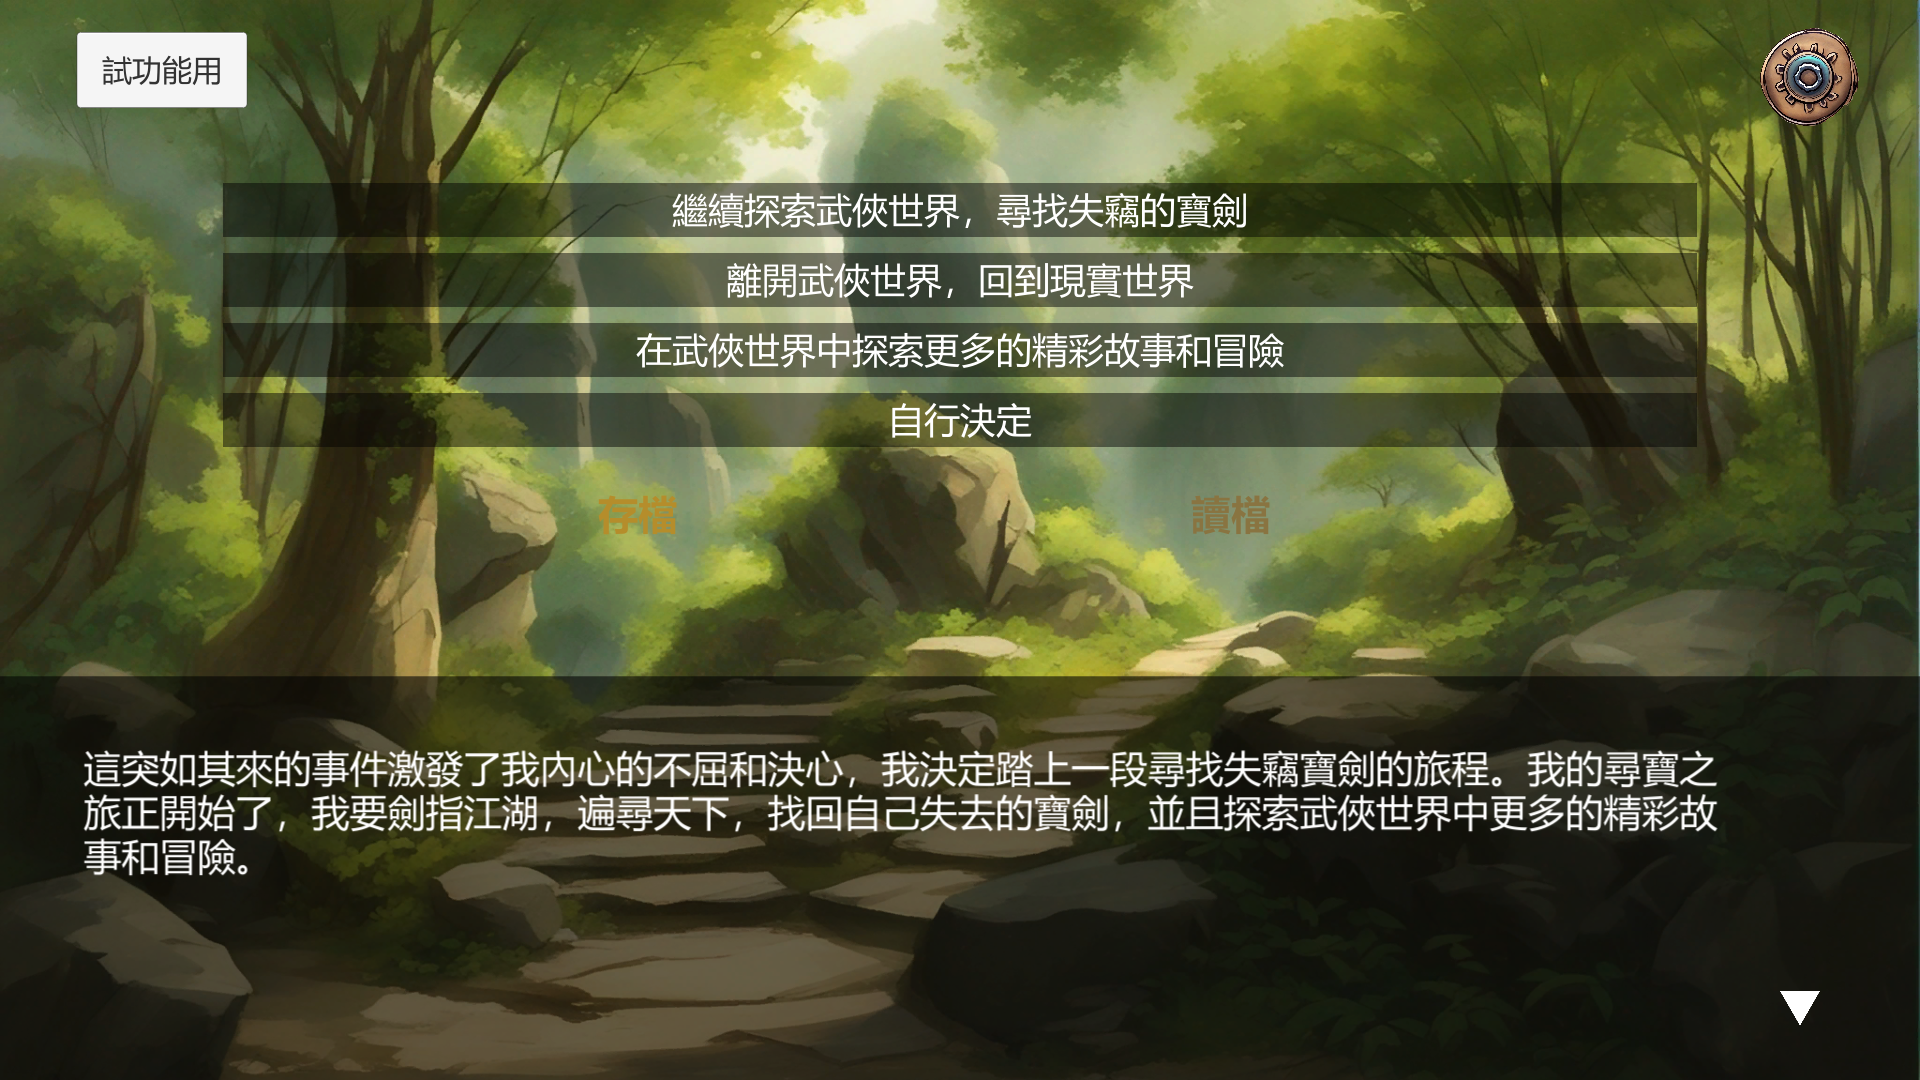 試功能用
繼續探索武俠世界，尋找失竊的寶劍
離開武俠世界，回到現實世界
在武俠世界中探索更多的精彩故事和冒險
自行決定
存檔
讀檔
這突如其來的事件激發了我內心的不屈和決心，我決定踏上一段尋找失竊寶劍的旅程。我的尋寶之
旅正開始了，我要劍指江湖，遍尋天下，找回自己失去的寶劍，並且探索武俠世界中更多的精彩故
事和冒險。